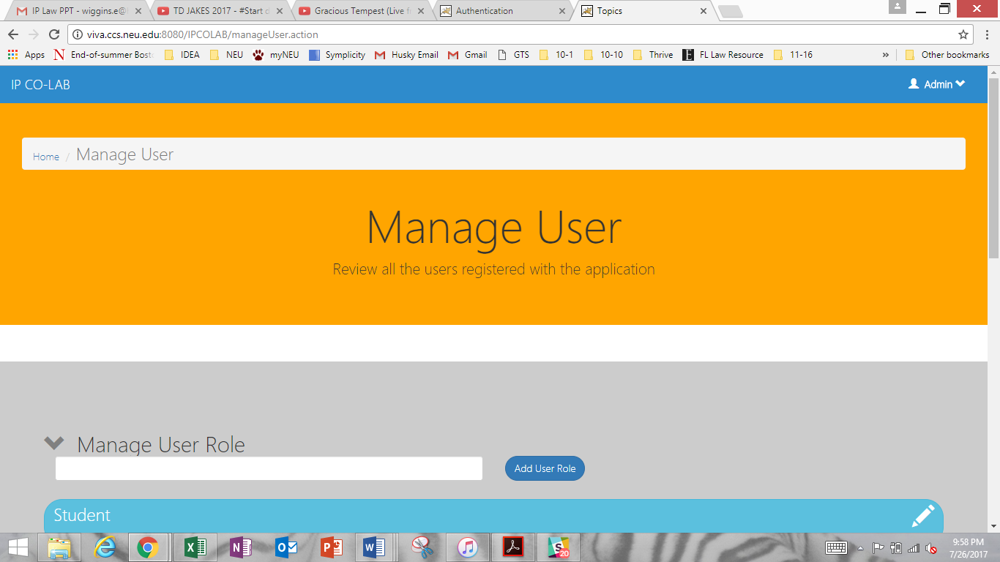 IP Law PPT - wiggins.e@
TD JAKES 2017 - #Start d
Gracious Tempest (Live f
Authentication
Topics
viva.ccs.neu.edu:8080/IPCOLAB/manageUser.action
Apps
End-of-summer Bost
IDEA
NEU
myNEU
Symplicity
Husky Email
Gmail
GTS
10-1
10-10
Thrive
FL Law Resource
11-16
»
Other bookmarks
IP CO-LAB
Admin
Home / Manage User
Manage User
Review all the users registered with the application
Manage User Role
Add User Role
Student
20
9:58 PM
7/26/2017